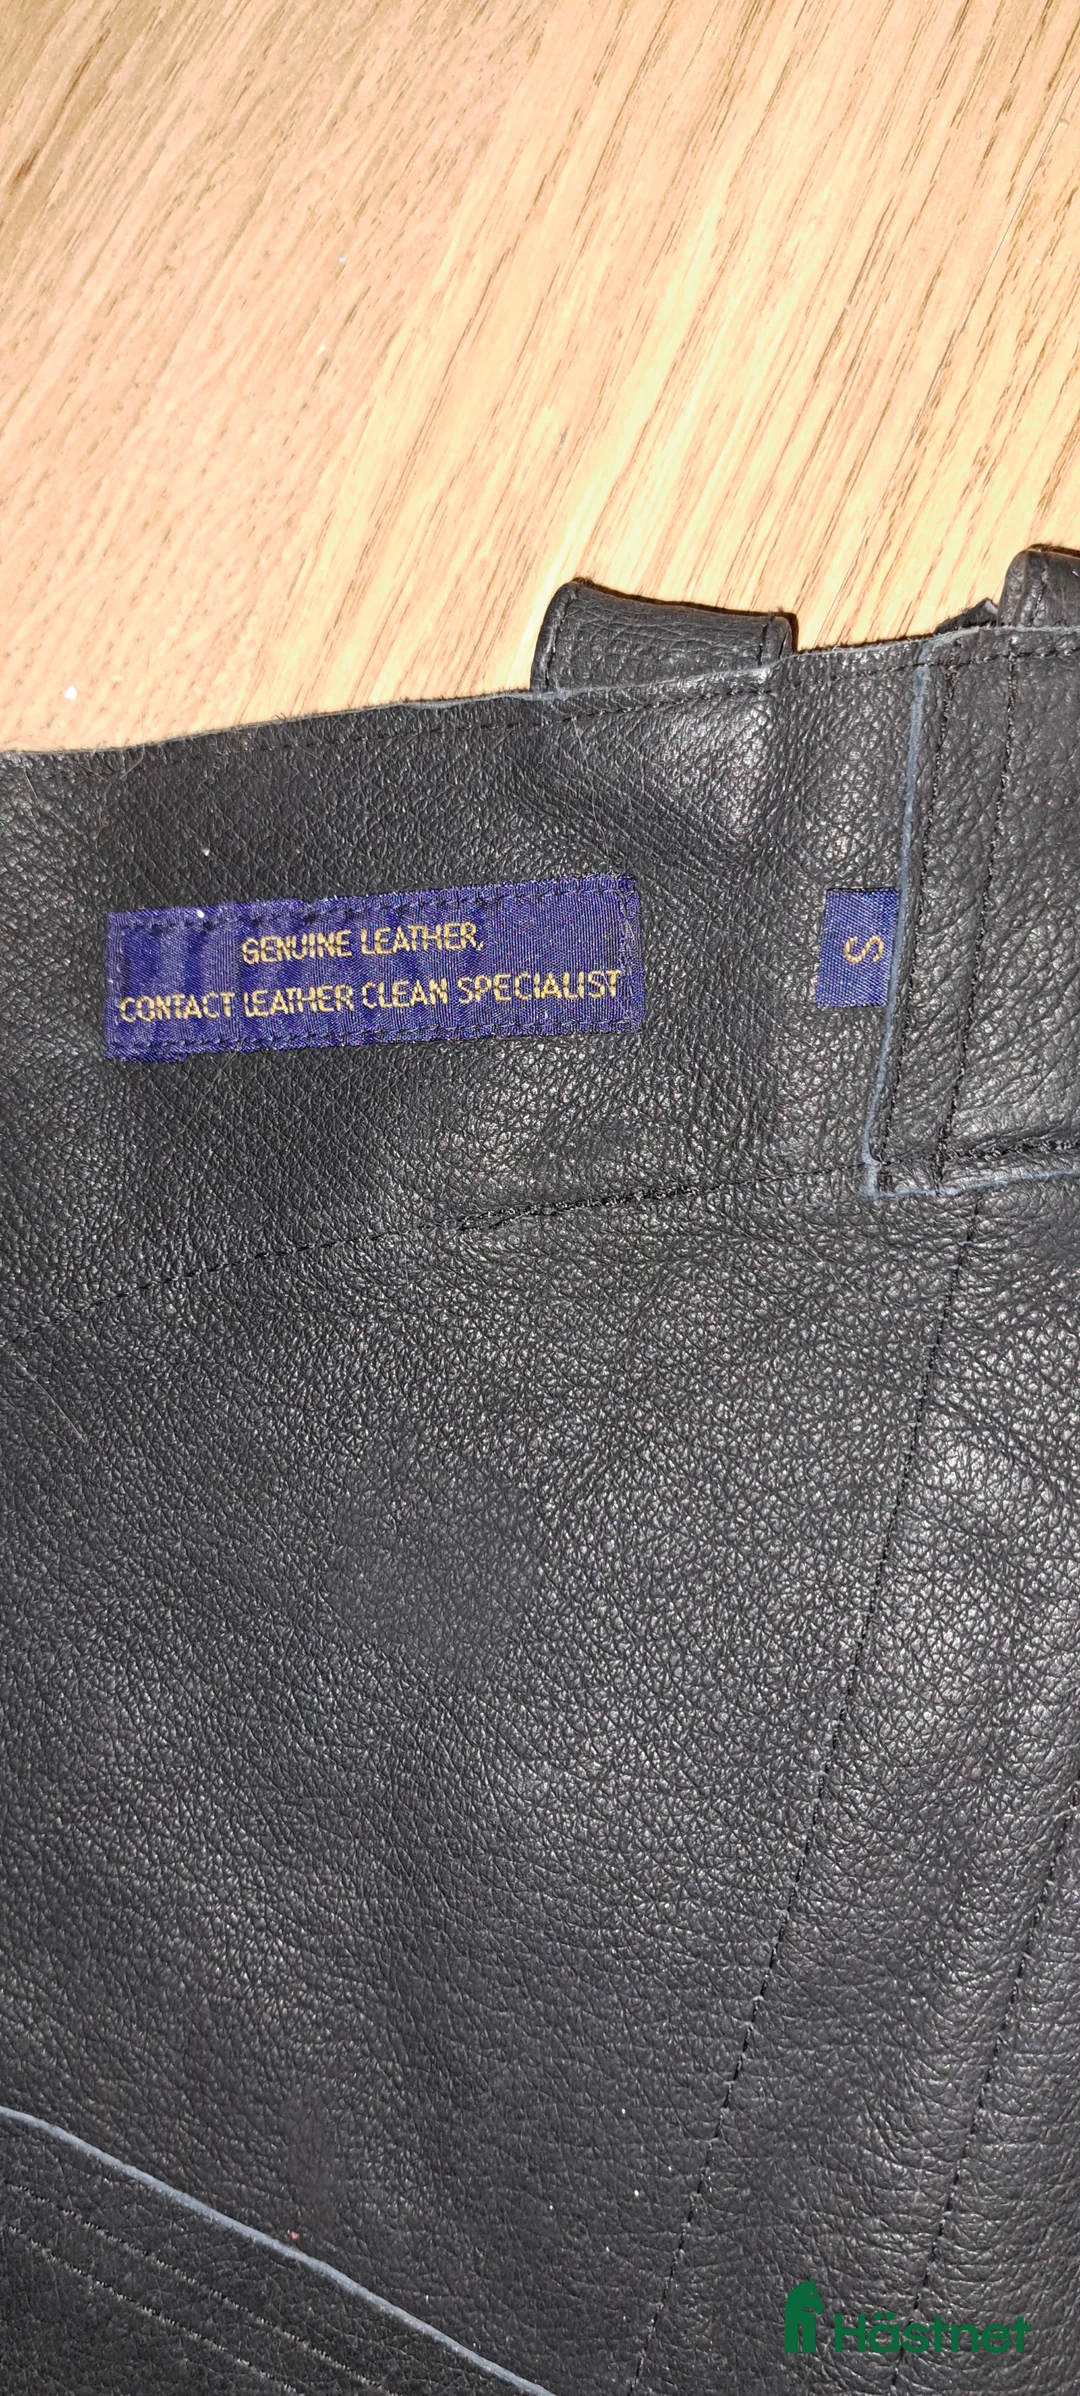 GENUINE LEATHER,
CONTACT LEATHER CLEAN SPECIALIST
S
Hästnet